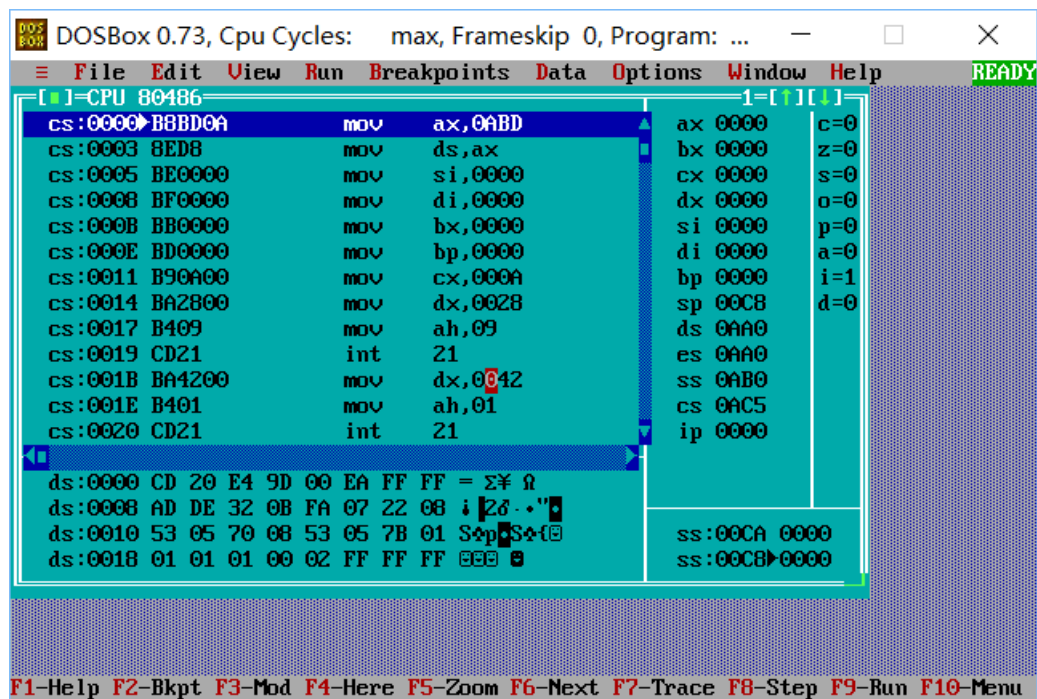 DOSBox 0.73, Cpu Cycles: max, Frameskip 0, Program: ...
≡ File Edit View Run Breakpoints Data Options Window Help READY
[■]=CPU 80486 1=[↑][↓]
cs:0000►B8BD0A mov ax,0ABD ax 0000 c=0
cs:0003 8ED8 mov ds,ax bx 0000 z=0
cs:0005 BE0000 mov si,0000 cx 0000 s=0
cs:0008 BF0000 mov di,0000 dx 0000 o=0
cs:000B BB0000 mov bx,0000 si 0000 p=0
cs:000E BD0000 mov bp,0000 di 0000 a=0
cs:0011 B90A00 mov cx,000A bp 0000 i=1
cs:0014 BA2800 mov dx,0028 sp 00C8 d=0
cs:0017 B409 mov ah,09 ds 0AA0
cs:0019 CD21 int 21 es 0AA0
cs:001B BA4200 mov dx,0042 ss 0AB0
cs:001E B401 mov ah,01 cs 0AC5
cs:0020 CD21 int 21 ip 0000
ds:0000 CD 20 E4 9D 00 EA FF FF = Σ¥ Ω
ds:0008 AD DE 32 0B FA 07 22 08 ¡▐2♂·•"◘
ds:0010 53 05 70 08 53 05 7B 01 S♣p◘S♣{☺ ss:00CA 0000
ds:0018 01 01 01 00 02 FF FF FF ☺☺☺ ☻ ss:00C8►0000
F1-Help F2-Bkpt F3-Mod F4-Here F5-Zoom F6-Next F7-Trace F8-Step F9-Run F10-Menu